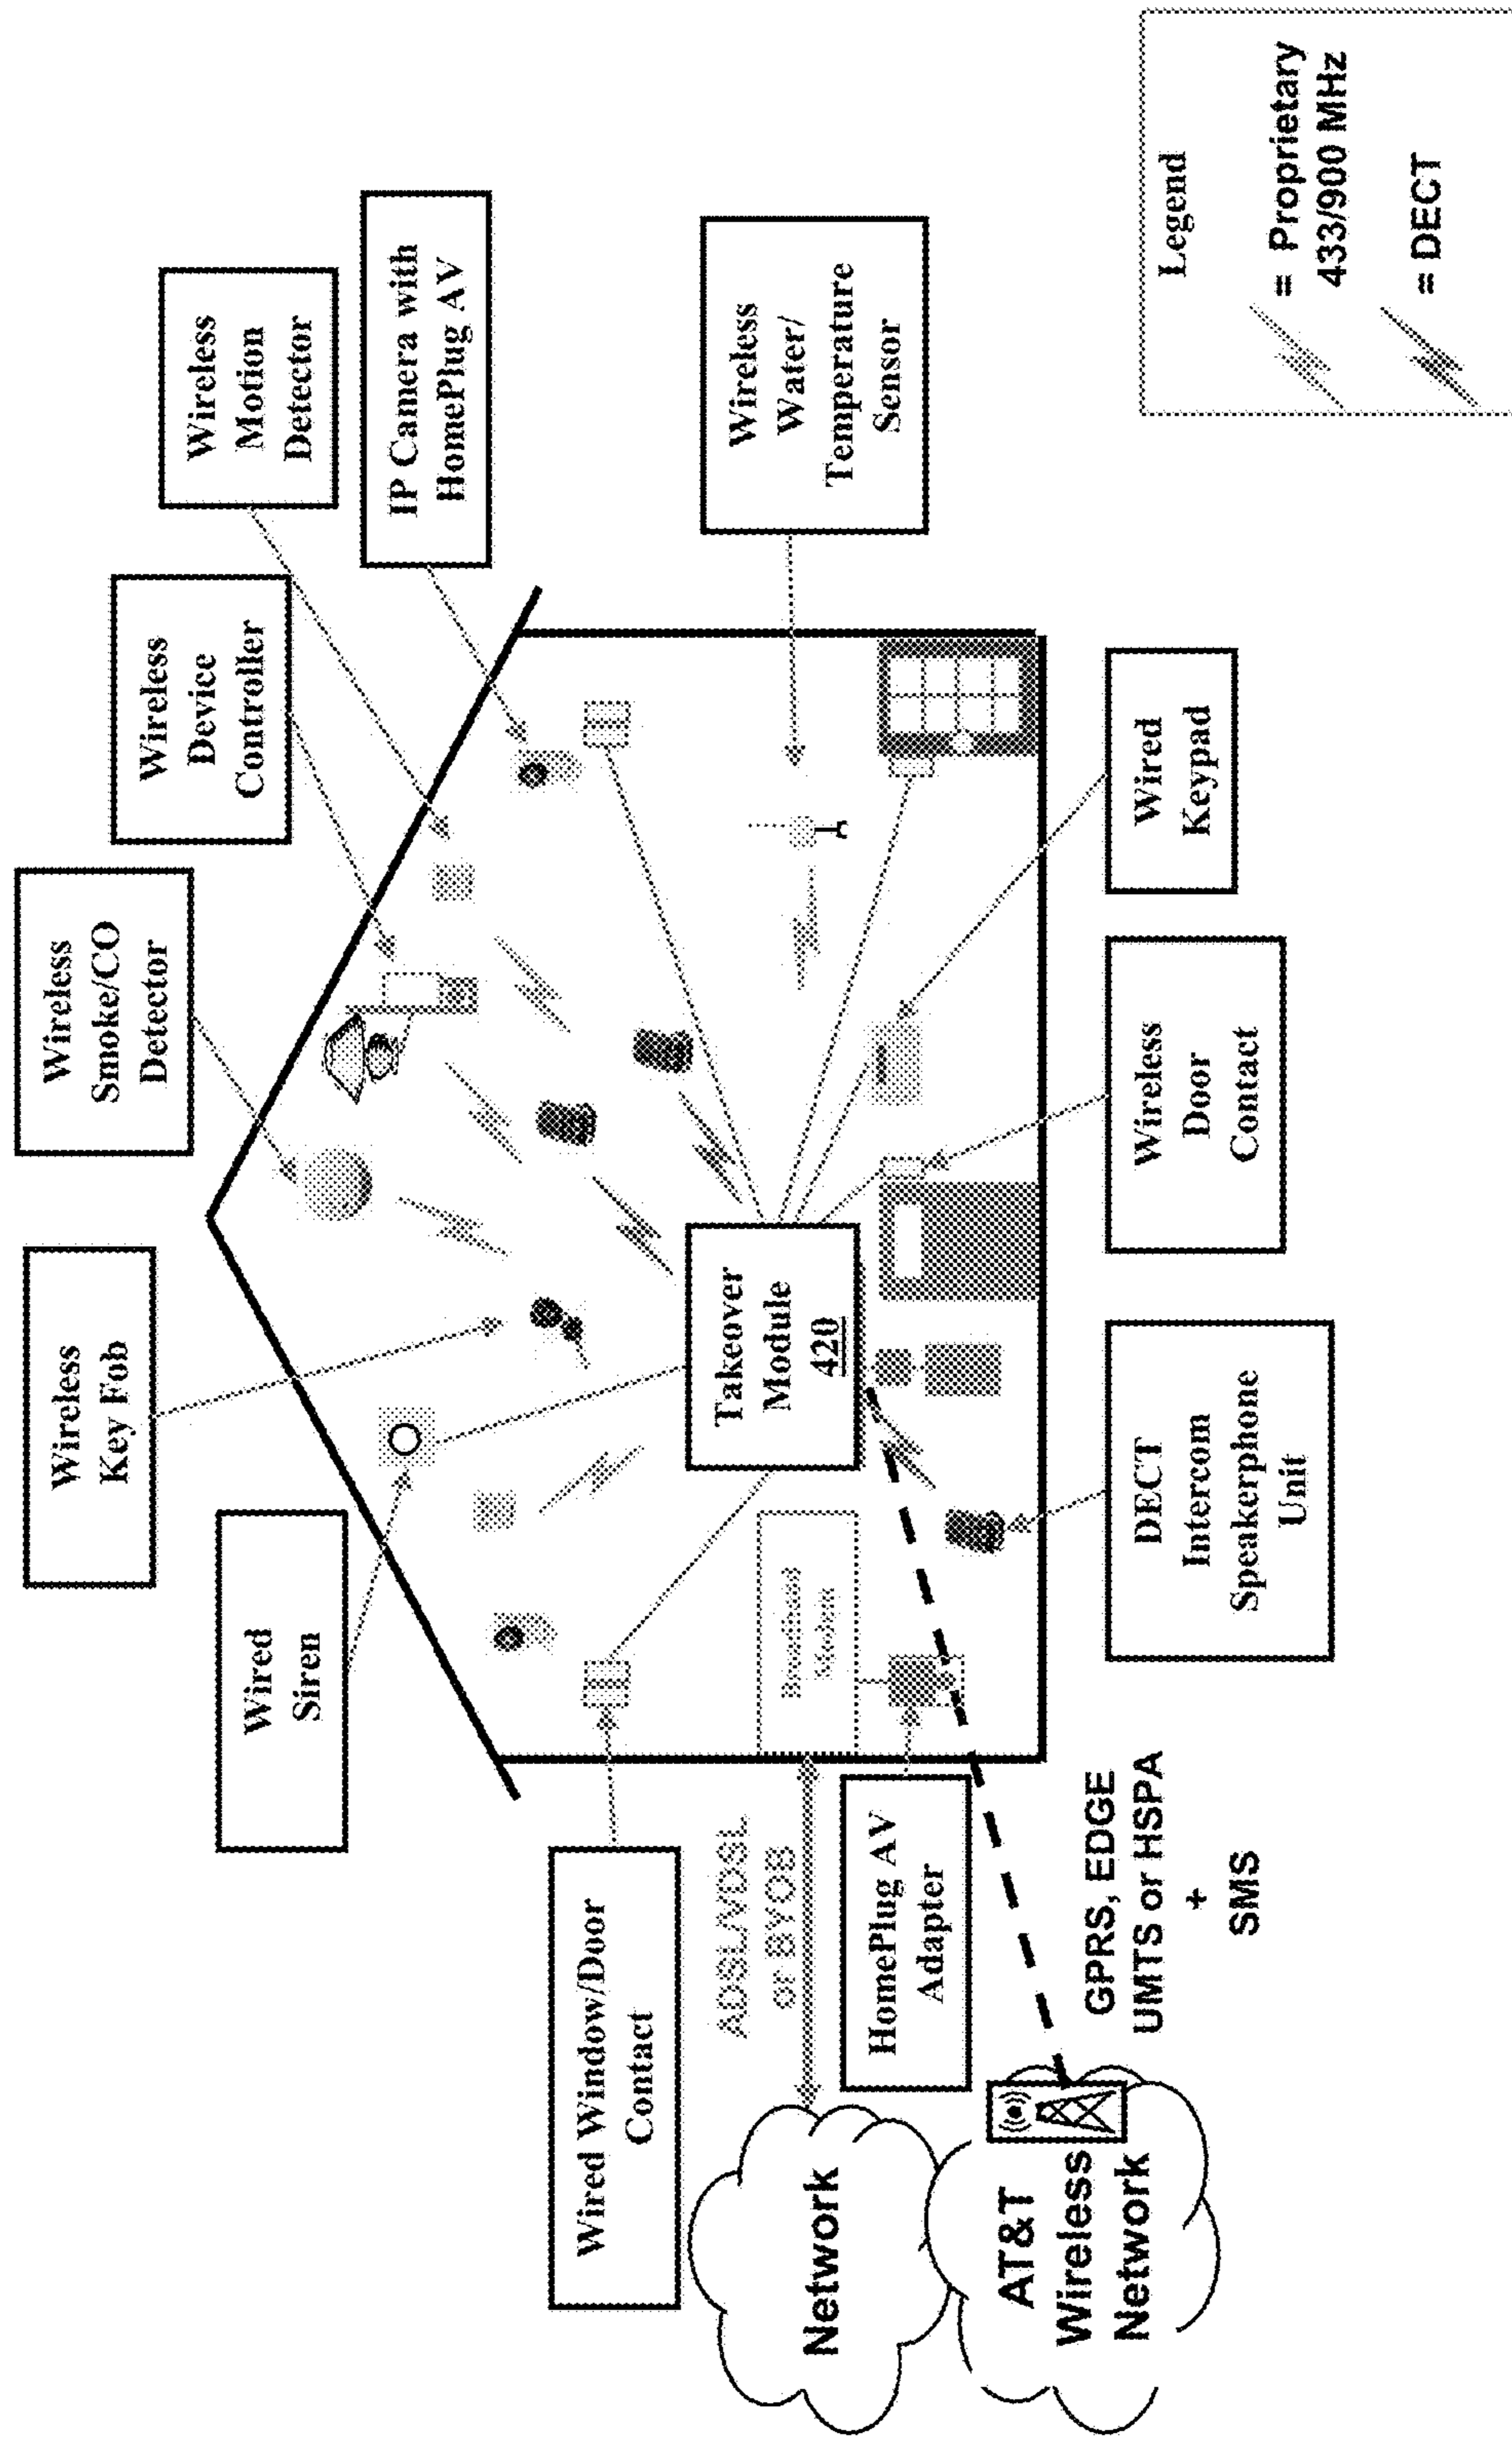 Wired
Siren
Wireless
Key Fob
Wireless
Smoke/CO
Detector
Wireless
Device
Controller
Wireless
Motion
Detector
IP Camera with
HomePlug AV
Wired Window/Door
Contact
ADSL/VDSL
or BYOB
Network
HomePlug AV
Adapter
Broadband
Modem
Takeover
Module
420
Wireless
Water/
Temperature
Sensor
AT&T
Wireless
Network
GPRS, EDGE
UMTS or HSPA
+
SMS
DECT
Intercom
Speakerphone
Unit
Wireless
Door
Contact
Wired
Keypad
Legend
= Proprietary
433/900 MHz
= DECT